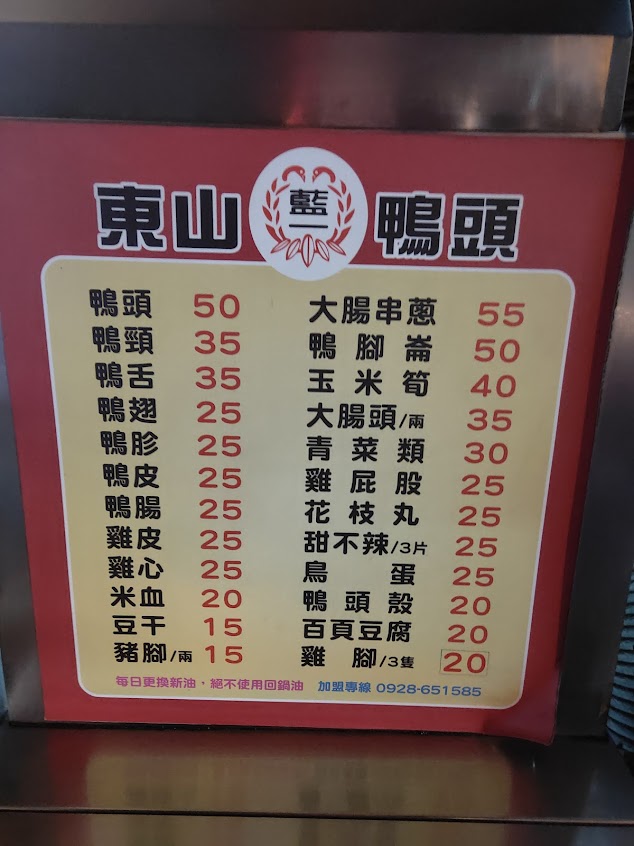 東山 藍 鴨頭
鴨頭 50
鴨頸 35
鴨舌 35
鴨翅 25
鴨胗 25
鴨皮 25
鴨腸 25
雞皮 25
雞心 25
米血 20
豆干 15
豬腳/兩 15
大腸串蔥 55
鴨腳崙 50
玉米筍 40
大腸頭/兩 35
青菜類 30
雞屁股 25
花枝丸 25
甜不辣/3片 25
鳥蛋 25
鴨頭殼 20
百頁豆腐 20
雞腳/3隻 20
每日更換新油,絕不使用回鍋油 加盟專線 0928-651585